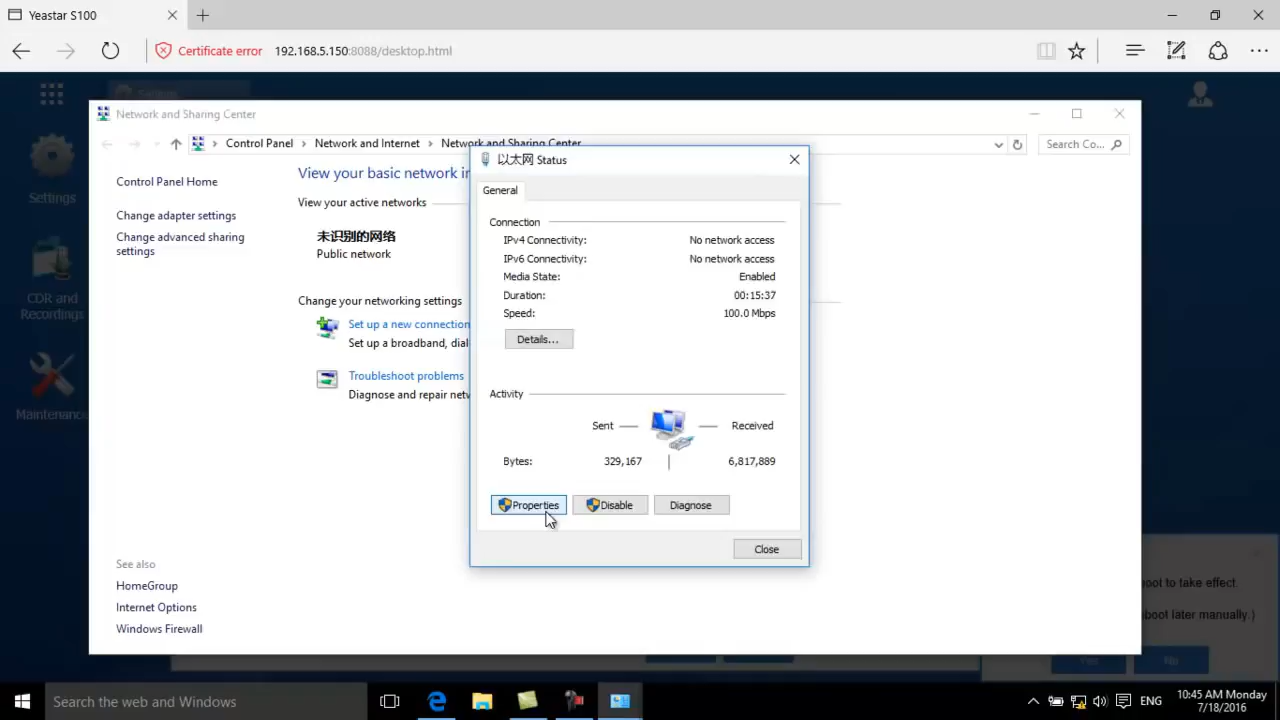 Yeastar S100
Certificate error
192.168.5.150:8088/desktop.html
Network and Sharing Center
Control Panel > Network and Internet > Network and Sharing Center
Search Co...
Settings
CDR and
Recordings
Maintenance
Control Panel Home
Change adapter settings
Change advanced sharing
settings
See also
HomeGroup
Internet Options
Windows Firewall
View your basic network in
View your active networks
未识别的网络
Public network
Change your networking settings
Set up a new connection
Set up a broadband, dial
Troubleshoot problems
Diagnose and repair netw
以太网 Status
General
Connection
IPv4 Connectivity: No network access
IPv6 Connectivity: No network access
Media State: Enabled
Duration: 00:15:37
Speed: 100.0 Mbps
Details...
Activity
Sent Received
Bytes: 329,167 6,817,889
Properties Disable Diagnose
Close
oot to take effect.
boot later manually.)
Yes No
Search the web and Windows
ENG
10:45 AM Monday
7/18/2016